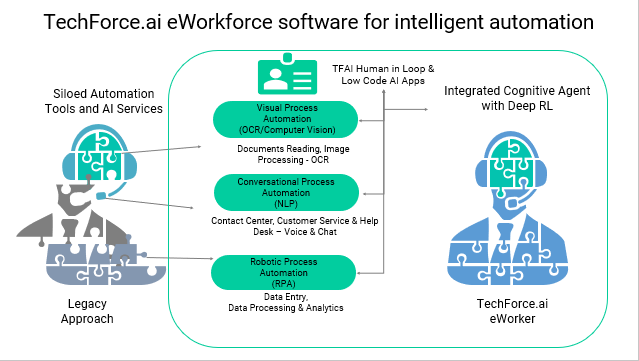 TechForce.ai eWorkforce software for intelligent automation
Siloed Automation
Tools and AI Services
TFAI Human in Loop &
Low Code AI Apps
Integrated Cognitive Agent
with Deep RL
Visual Process
Automation
(OCR/Computer Vision)
Documents Reading, Image
Processing - OCR
Conversational Process
Automation
(NLP)
Contact Center, Customer Service & Help
Desk – Voice & Chat
Robotic Process
Automation
(RPA)
Data Entry,
Data Processing & Analytics
Legacy
Approach
TechForce.ai
eWorker